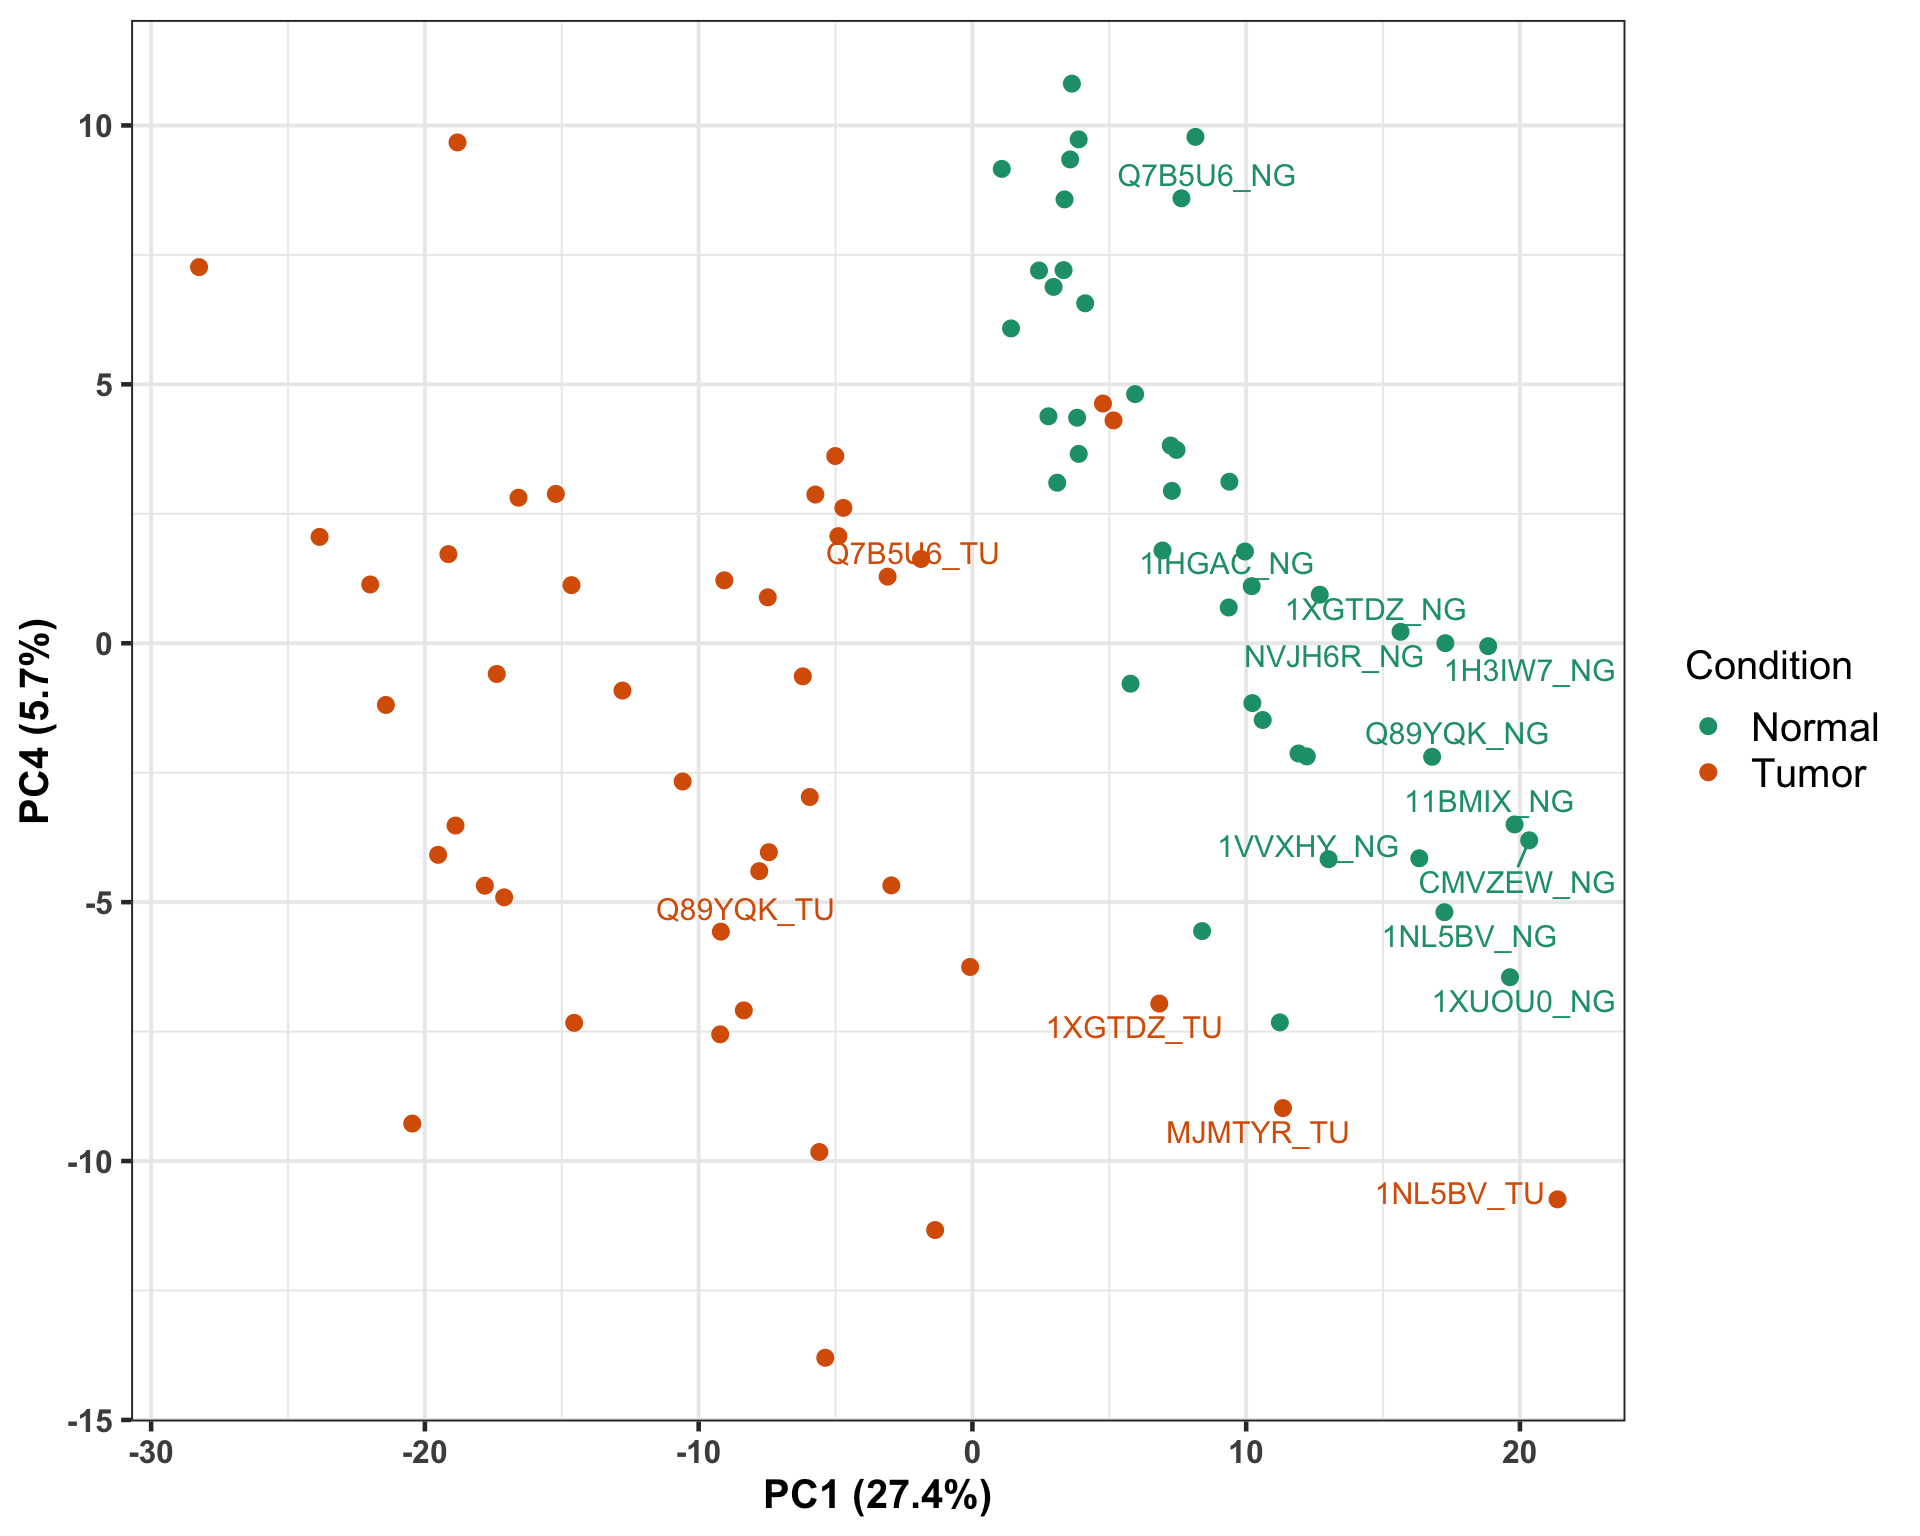 10
5
0
-5
-10
-15
-30
-20
-10
0
10
20
PC4 (5.7%)
PC1 (27.4%)
Q7B5U6_NG
Q7B5U6_TU
1IHGAC_NG
1XGTDZ_NG
NVJH6R_NG
1H3IW7_NG
Q89YQK_NG
11BMIX_NG
1VVXHY_NG
CMVZEW_NG
Q89YQK_TU
1NL5BV_NG
1XUOU0_NG
1XGTDZ_TU
MJMTYR_TU
1NL5BV_TU
Condition
Normal
Tumor